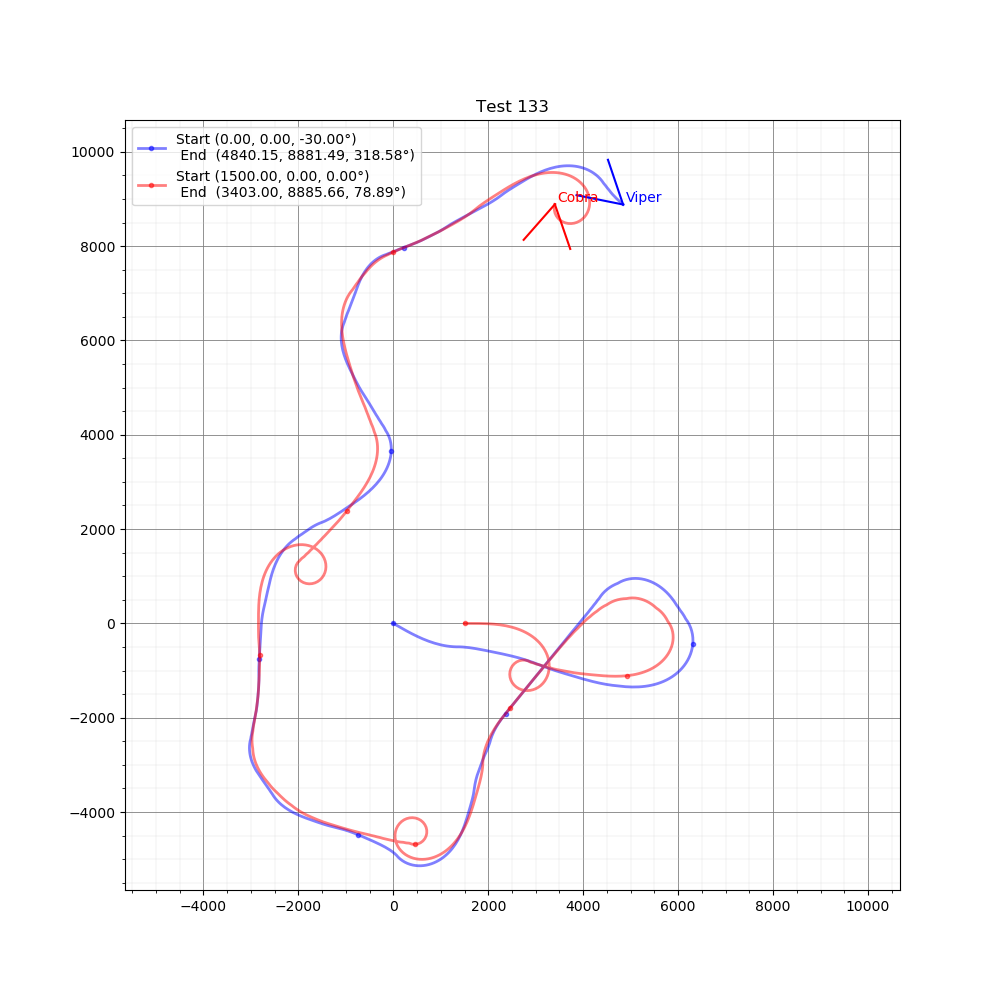 Test 133
Start (0.00, 0.00, -30.00°)
End  (4840.15, 8881.49, 318.58°)
Start (1500.00, 0.00, 0.00°)
End  (3403.00, 8885.66, 78.89°)
Cobra
Viper
10000
8000
6000
4000
2000
0
−2000
−4000
−4000 −2000 0 2000 4000 6000 8000 10000